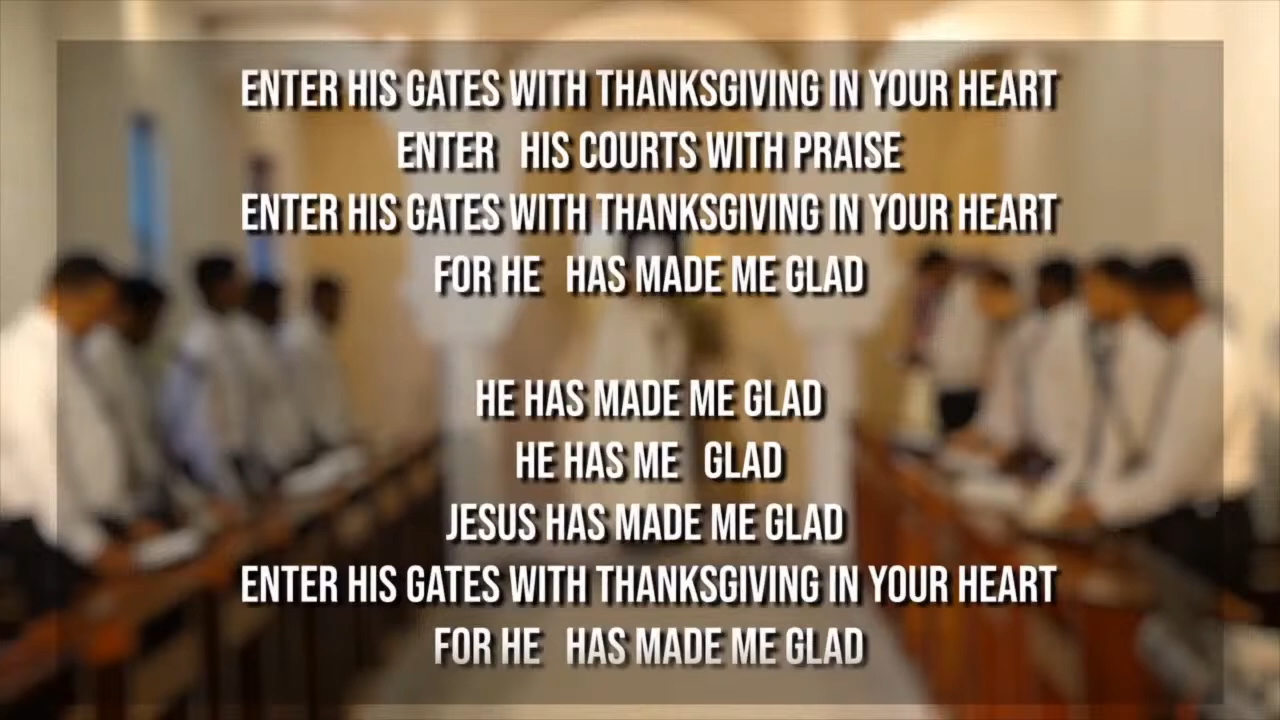 ENTER HIS GATES WITH THANKSGIVING IN YOUR HEART
ENTER HIS COURTS WITH PRAISE
ENTER HIS GATES WITH THANKSGIVING IN YOUR HEART
FOR HE HAS MADE ME GLAD
HE HAS MADE ME GLAD
HE HAS ME GLAD
JESUS HAS MADE ME GLAD
ENTER HIS GATES WITH THANKSGIVING IN YOUR HEART
FOR HE HAS MADE ME GLAD